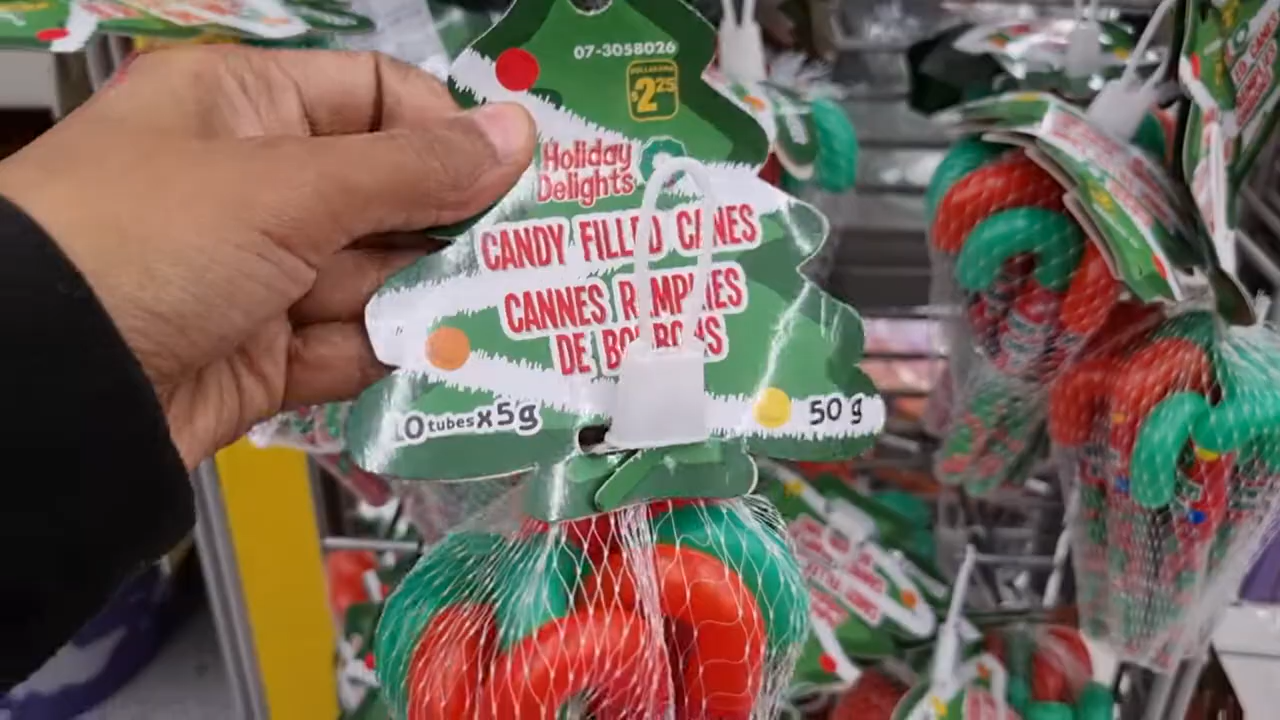 07-3058026
DOLLARAMA
$2.25
Holiday
Delights
CANDY FILLED CANES
CANNES REMPLIES
DE BONBONS
10 tubes x 5g
50 g